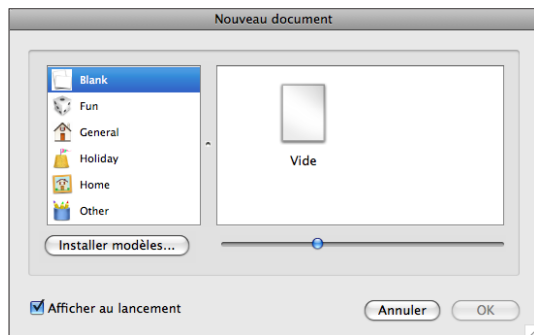 Nouveau document
Blank
Fun
General
Holiday
Home
Other
Vide
Installer modèles...
Afficher au lancement
Annuler
OK